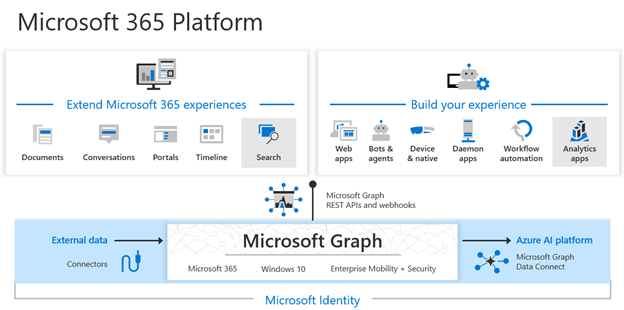 Microsoft 365 Platform
Extend Microsoft 365 experiences
Documents
Conversations
Portals
Timeline
Search
Build your experience
Web
apps
Bots &
agents
Device
& native
Daemon
apps
Workflow
automation
Analytics
apps
Microsoft Graph
REST APIs and webhooks
External data
Connectors
Microsoft Graph
Microsoft 365
Windows 10
Enterprise Mobility + Security
Azure AI platform
Microsoft Graph
Data Connect
Microsoft Identity